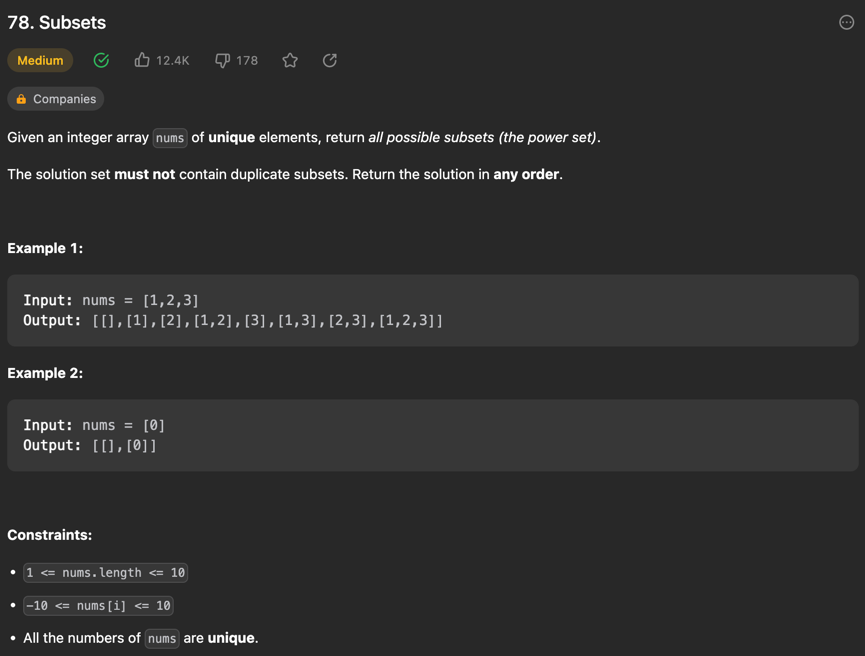 78. Subsets
Medium 12.4K 178
Companies
Given an integer array nums of unique elements, return all possible subsets (the power set).
The solution set must not contain duplicate subsets. Return the solution in any order.
Example 1:
Input: nums = [1,2,3]
Output: [[],[1],[2],[1,2],[3],[1,3],[2,3],[1,2,3]]
Example 2:
Input: nums = [0]
Output: [[],[0]]
Constraints:
• 1 <= nums.length <= 10
• -10 <= nums[i] <= 10
• All the numbers of nums are unique.